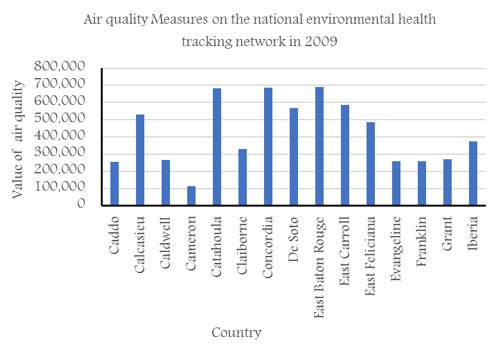 Air quality Measures on the national environmental health
tracking network in 2009
Value of air quality
800,000
700,000
600,000
500,000
400,000
300,000
200,000
100,000
0
Caddo
Calcasieu
Caldwell
Cameron
Catahoula
Claiborne
Concordia
De Soto
East Baton Rouge
East Carroll
East Feliciana
Evangeline
Franklin
Grant
Iberia
Country